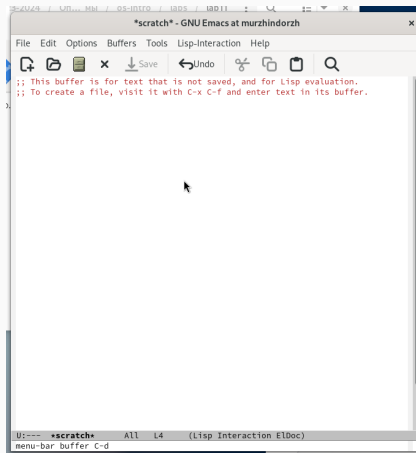 labs
*scratch* - GNU Emacs at murzhindorzh
File Edit Options Buffers Tools Lisp-Interaction Help
Save Undo
;; This buffer is for text that is not saved, and for Lisp evaluation.
;; To create a file, visit it with C-x C-f and enter text in its buffer.
U:--- *scratch* All L4 (Lisp Interaction ElDoc)
menu-bar buffer C-d